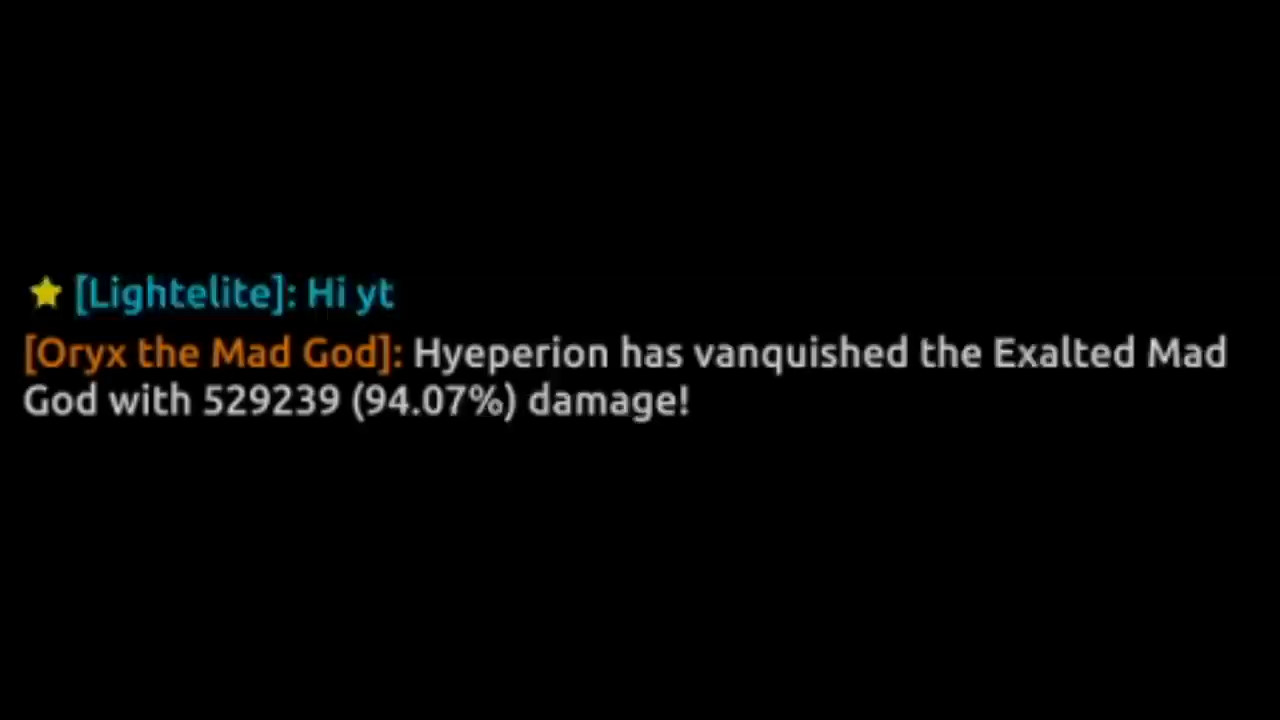 [Lightelite]: Hi yt
[Oryx the Mad God]: Hyeperion has vanquished the Exalted Mad
God with 529239 (94.07%) damage!